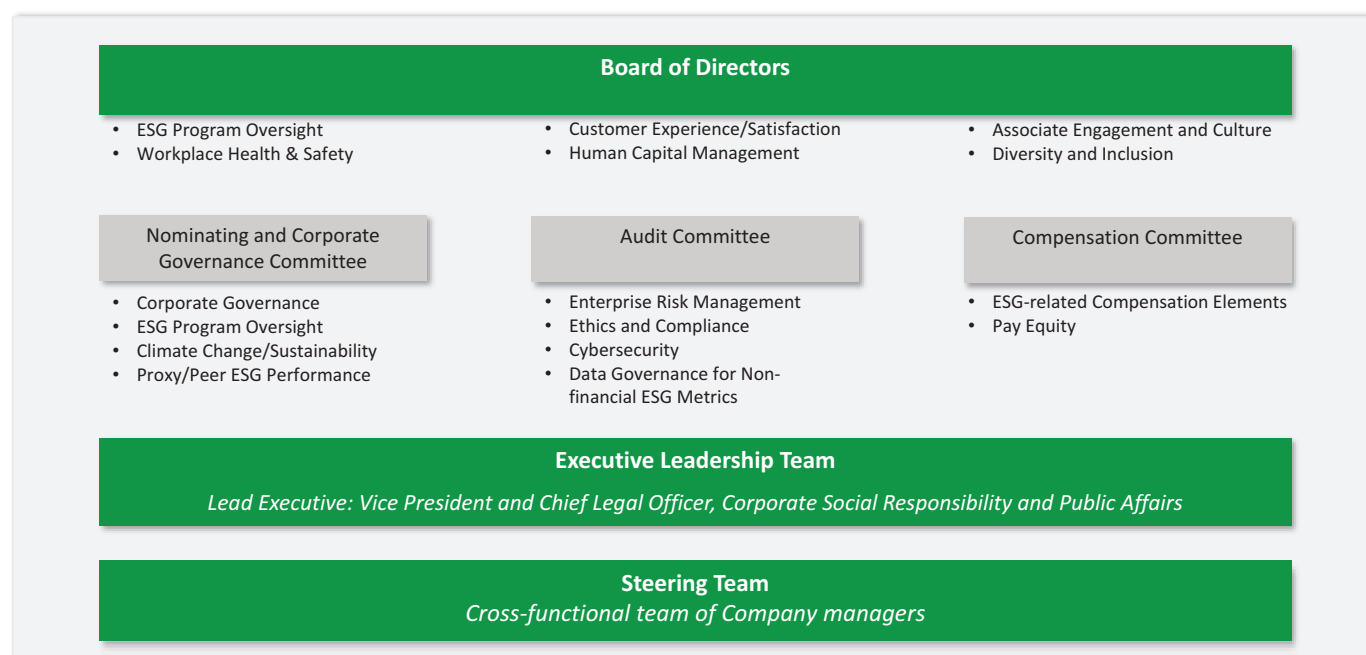 Board of Directors
• ESG Program Oversight
• Workplace Health & Safety
• Customer Experience/Satisfaction
• Human Capital Management
• Associate Engagement and Culture
• Diversity and Inclusion
Nominating and Corporate
Governance Committee
• Corporate Governance
• ESG Program Oversight
• Climate Change/Sustainability
• Proxy/Peer ESG Performance
Audit Committee
• Enterprise Risk Management
• Ethics and Compliance
• Cybersecurity
• Data Governance for Non-
financial ESG Metrics
Compensation Committee
• ESG-related Compensation Elements
• Pay Equity
Executive Leadership Team
Lead Executive: Vice President and Chief Legal Officer, Corporate Social Responsibility and Public Affairs
Steering Team
Cross-functional team of Company managers